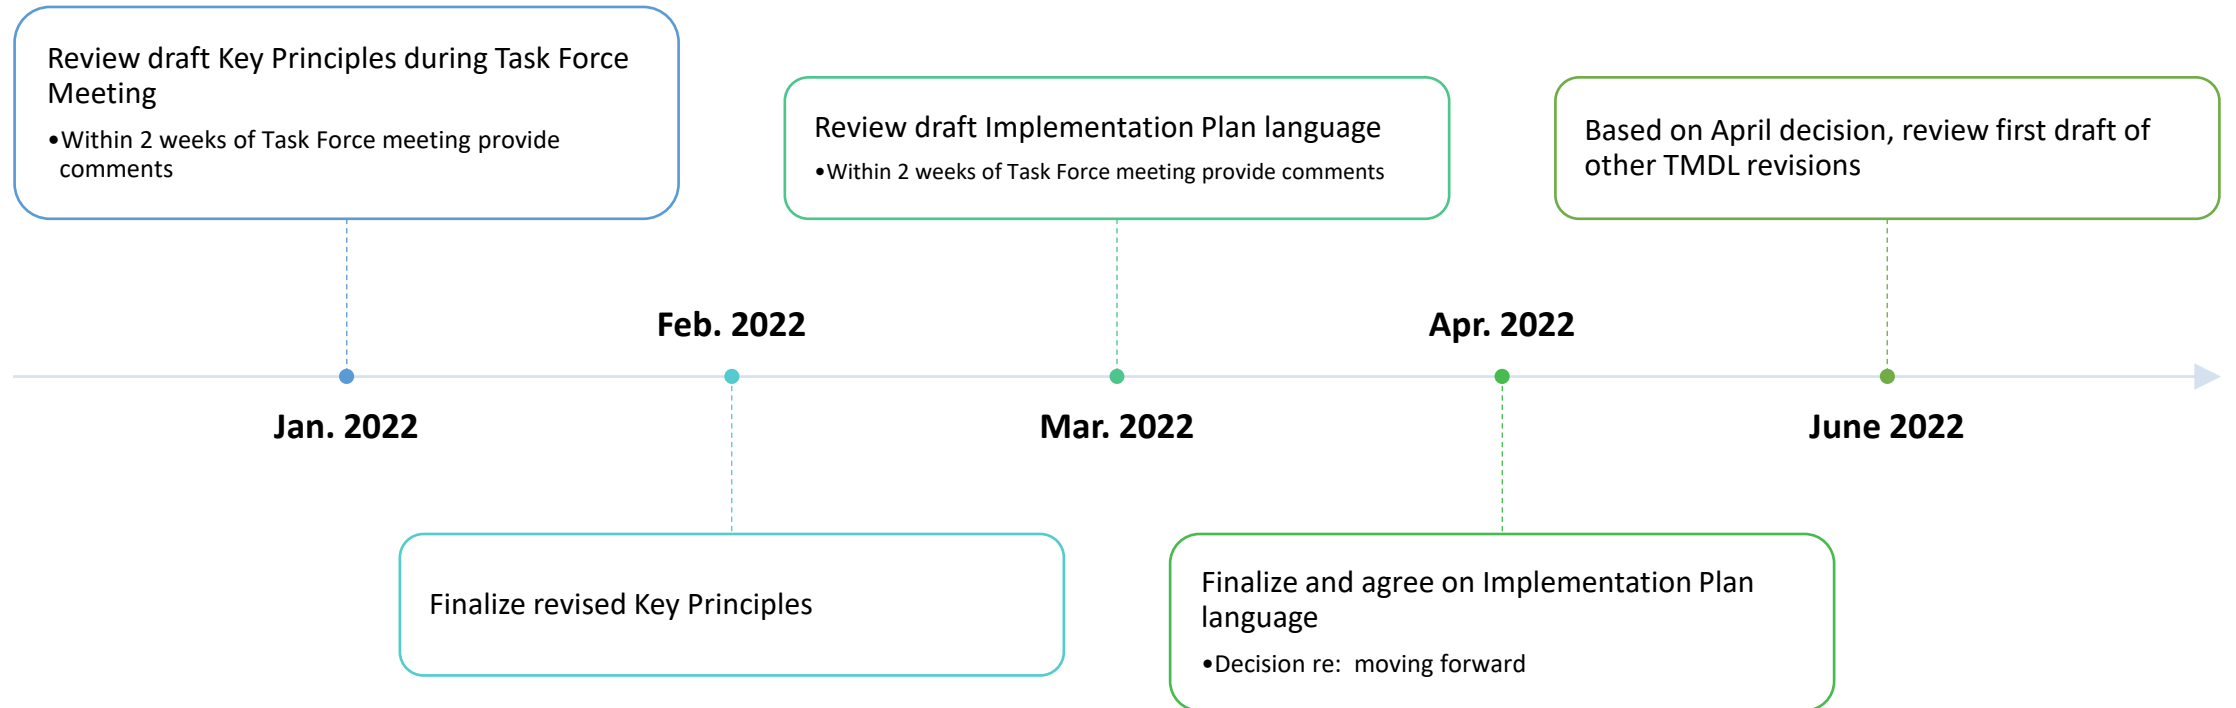 Review draft Key Principles during Task Force
Meeting
•Within 2 weeks of Task Force meeting provide
comments
Review draft Implementation Plan language
•Within 2 weeks of Task Force meeting provide comments
Based on April decision, review first draft of
other TMDL revisions
Feb. 2022
Apr. 2022
Jan. 2022
Mar. 2022
June 2022
Finalize revised Key Principles
Finalize and agree on Implementation Plan
language
•Decision re:  moving forward